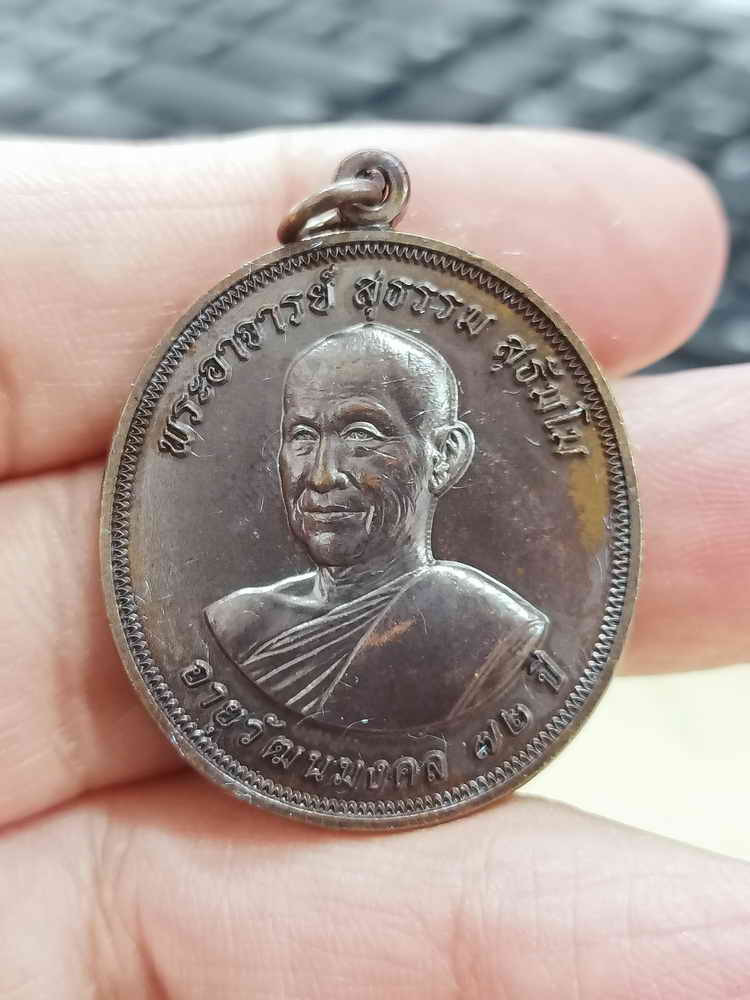 พระอาจารย์ สุธรรม สุธัมโม
อายุวัฒนมงคล ๗๒ ปี